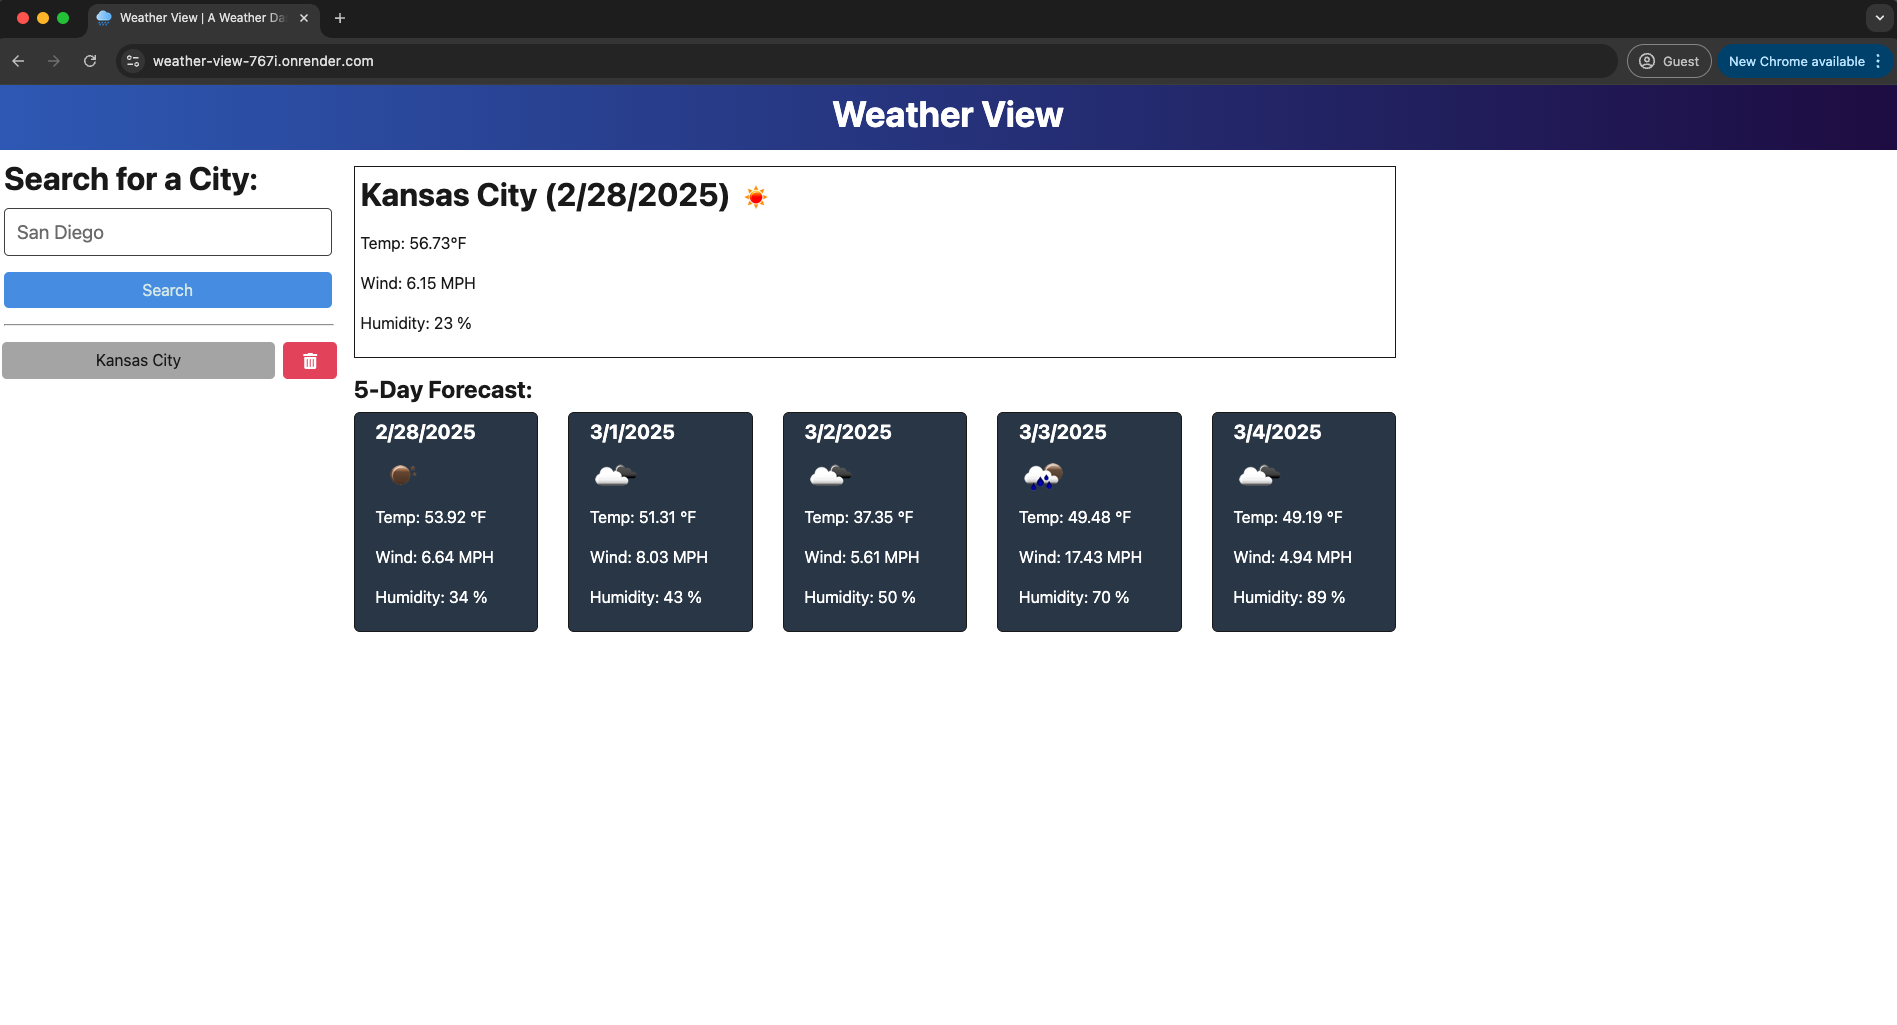 Weather View | A Weather Da
weather-view-767i.onrender.com
Guest
New Chrome available
Weather View
Search for a City:
San Diego
Search
Kansas City
Kansas City (2/28/2025)
Temp: 56.73°F
Wind: 6.15 MPH
Humidity: 23 %
5-Day Forecast:
2/28/2025
Temp: 53.92 °F
Wind: 6.64 MPH
Humidity: 34 %
3/1/2025
Temp: 51.31 °F
Wind: 8.03 MPH
Humidity: 43 %
3/2/2025
Temp: 37.35 °F
Wind: 5.61 MPH
Humidity: 50 %
3/3/2025
Temp: 49.48 °F
Wind: 17.43 MPH
Humidity: 70 %
3/4/2025
Temp: 49.19 °F
Wind: 4.94 MPH
Humidity: 89 %